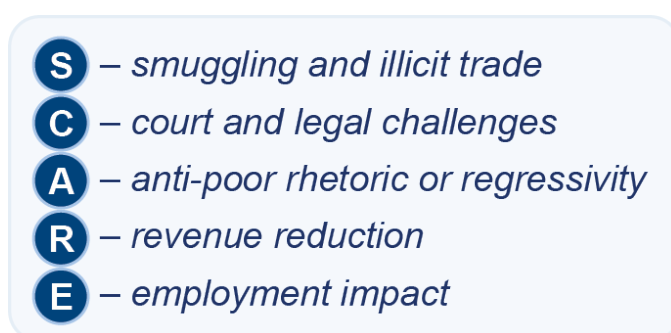 S – smuggling and illicit trade
C – court and legal challenges
A – anti-poor rhetoric or regressivity
R – revenue reduction
E – employment impact